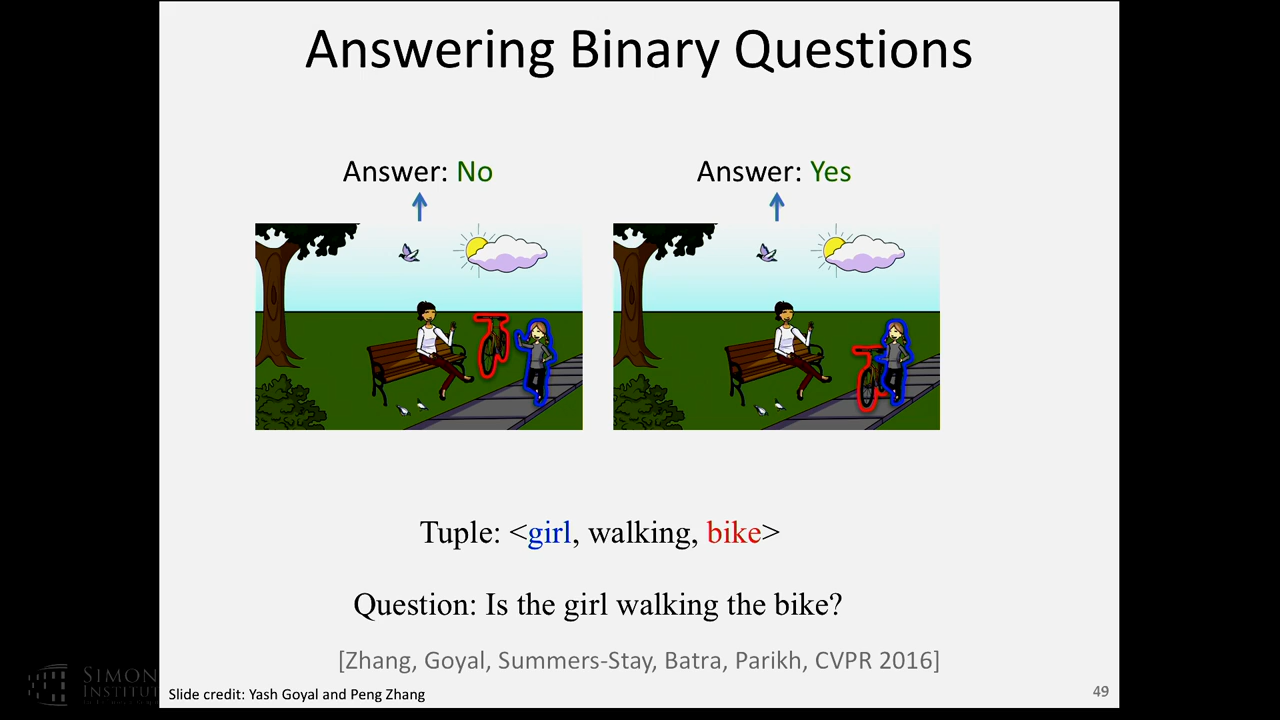 Answering Binary Questions
Answer: No
Answer: Yes
Tuple: <girl, walking, bike>
Question: Is the girl walking the bike?
[Zhang, Goyal, Summers-Stay, Batra, Parikh, CVPR 2016]
Slide credit: Yash Goyal and Peng Zhang
49